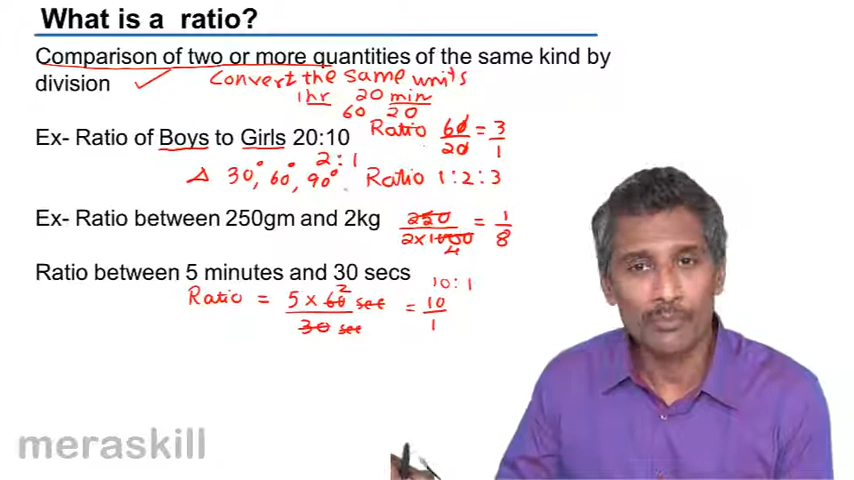 What is a ratio?
Comparison of two or more quantities of the same kind by
division
Convert the same units
1hr 20 min
60 20
Ex- Ratio of Boys to Girls 20:10
Ratio 60/20 = 3/1
2:1
△ 30°, 60°, 90° Ratio 1:2:3
Ex- Ratio between 250gm and 2kg
250/2x1000 = 1/8
4
Ratio between 5 minutes and 30 secs
10:1
Ratio = 5 x 60 sec/30 sec = 10/1
2
meraskill